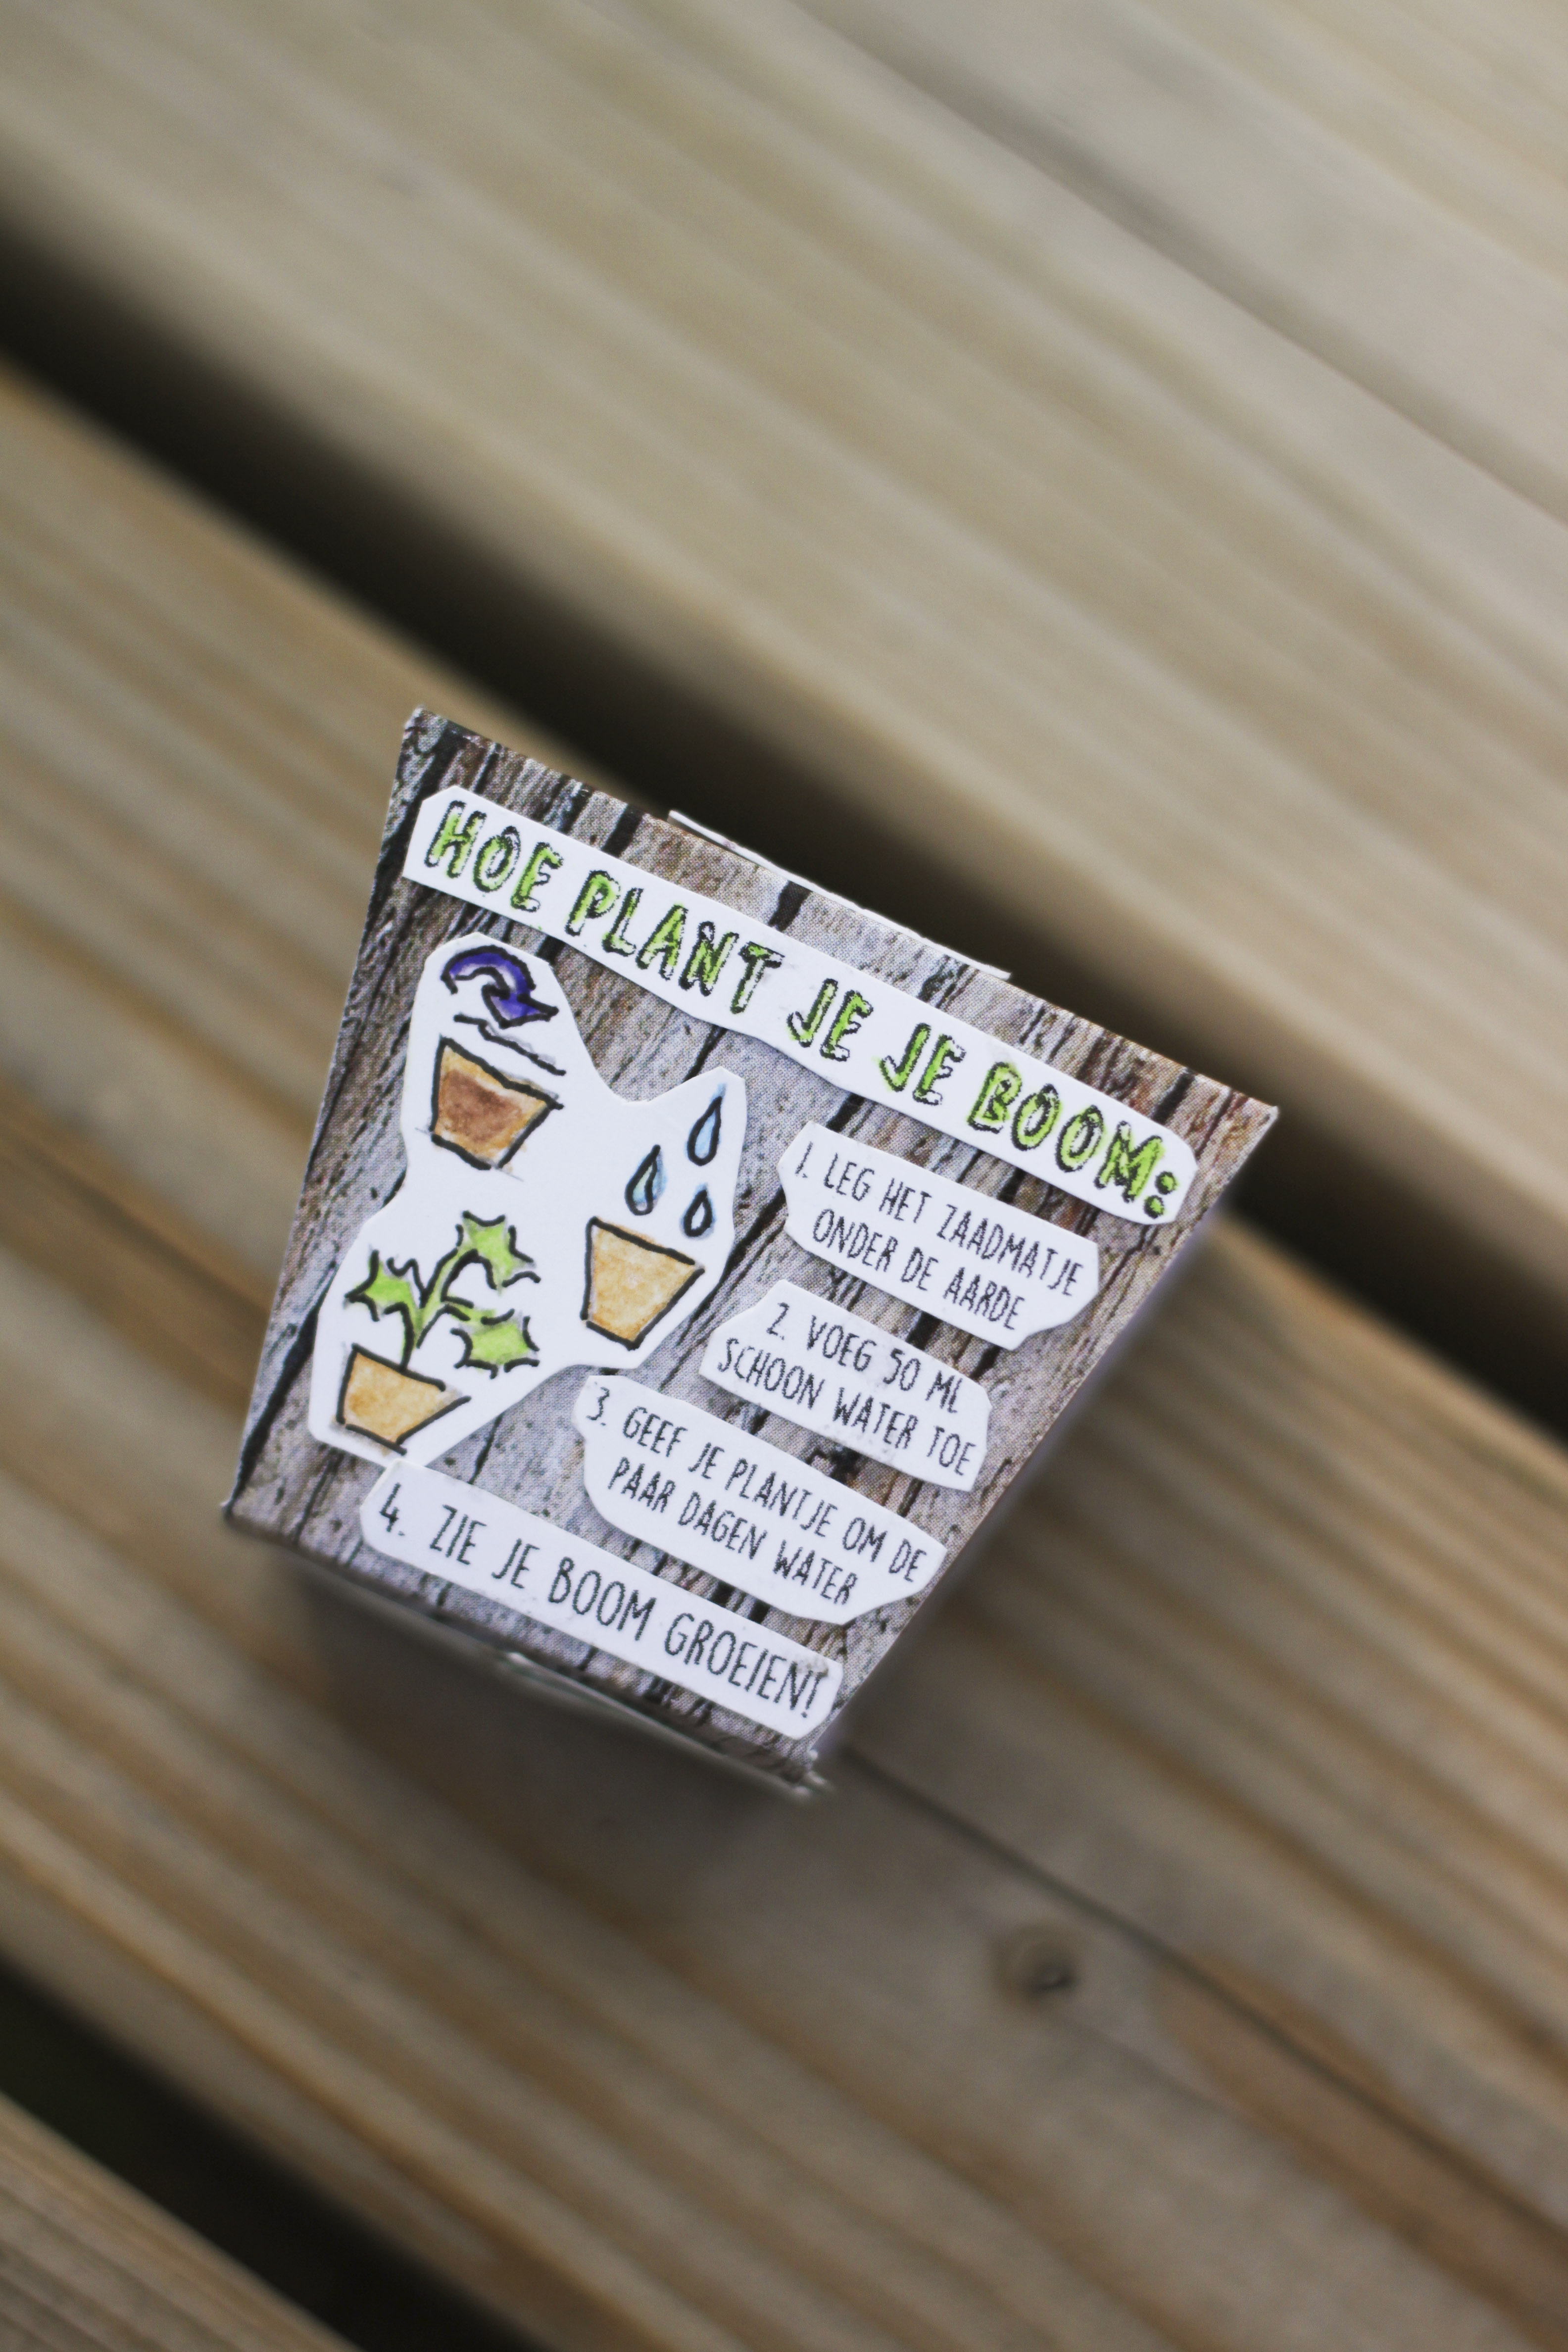 HOE PLANT JE JE BOOM:
1. LEG HET ZAADMATJE
ONDER DE AARDE
2. VOEG 50 ML
SCHOON WATER TOE
3. GEEF JE PLANTJE OM DE
PAAR DAGEN WATER
4. ZIE JE BOOM GROEIEN!